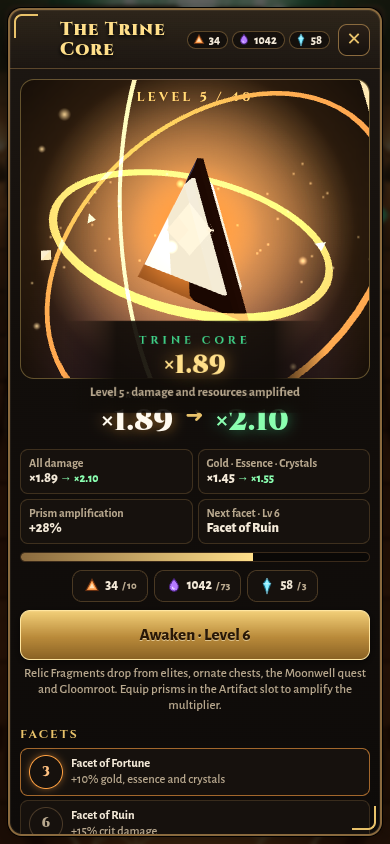 THE TRINE
CORE
34
1042
58
×
LEVEL 5 / 48
TRINE CORE
×1.89
Level 5 · damage and resources amplified
×1.89 → ×2.10
All damage
×1.89 → ×2.10
Gold · Essence · Crystals
×1.45 → ×1.55
Prism amplification
+28%
Next facet · Lv 6
Facet of Ruin
34 /10
1042 /73
58 /3
Awaken · Level 6
Relic Fragments drop from elites, ornate chests, the Moonwell quest
and Gloomroot. Equip prisms in the Artifact slot to amplify the
multiplier.
FACETS
3
Facet of Fortune
+10% gold, essence and crystals
6
Facet of Ruin
+15% crit damage